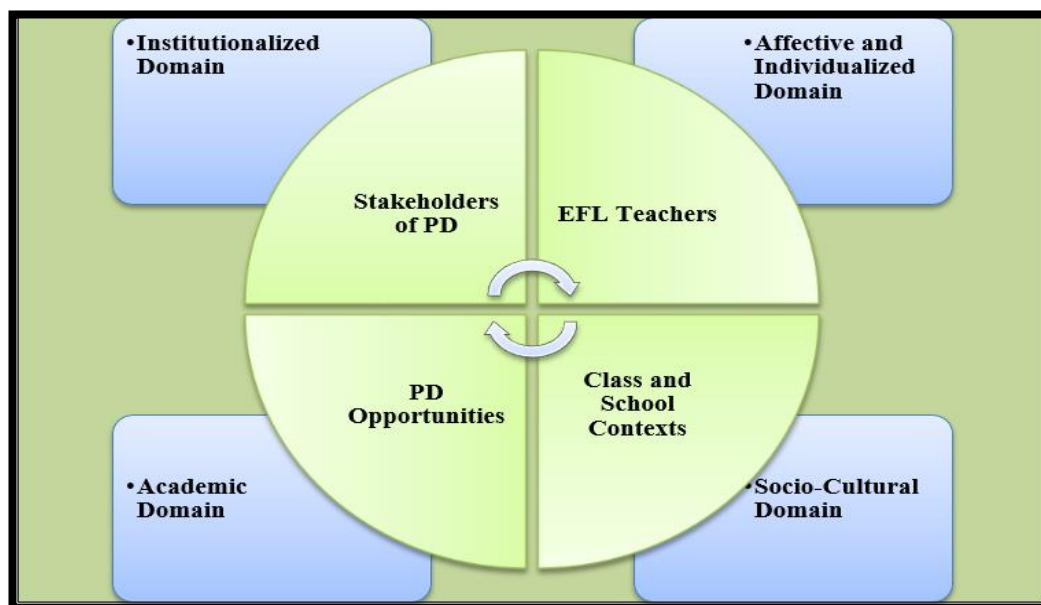 •Institutionalized
Domain
•Affective and
Individualized
Domain
Stakeholders
of PD
EFL Teachers
PD
Opportunities
Class and
School
Contexts
•Academic
Domain
•Socio-Cultural
Domain